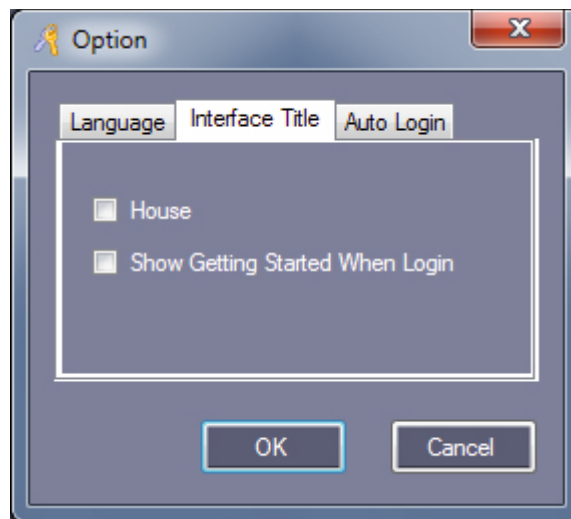 Option
Language Interface Title Auto Login
House
Show Getting Started When Login
OK Cancel